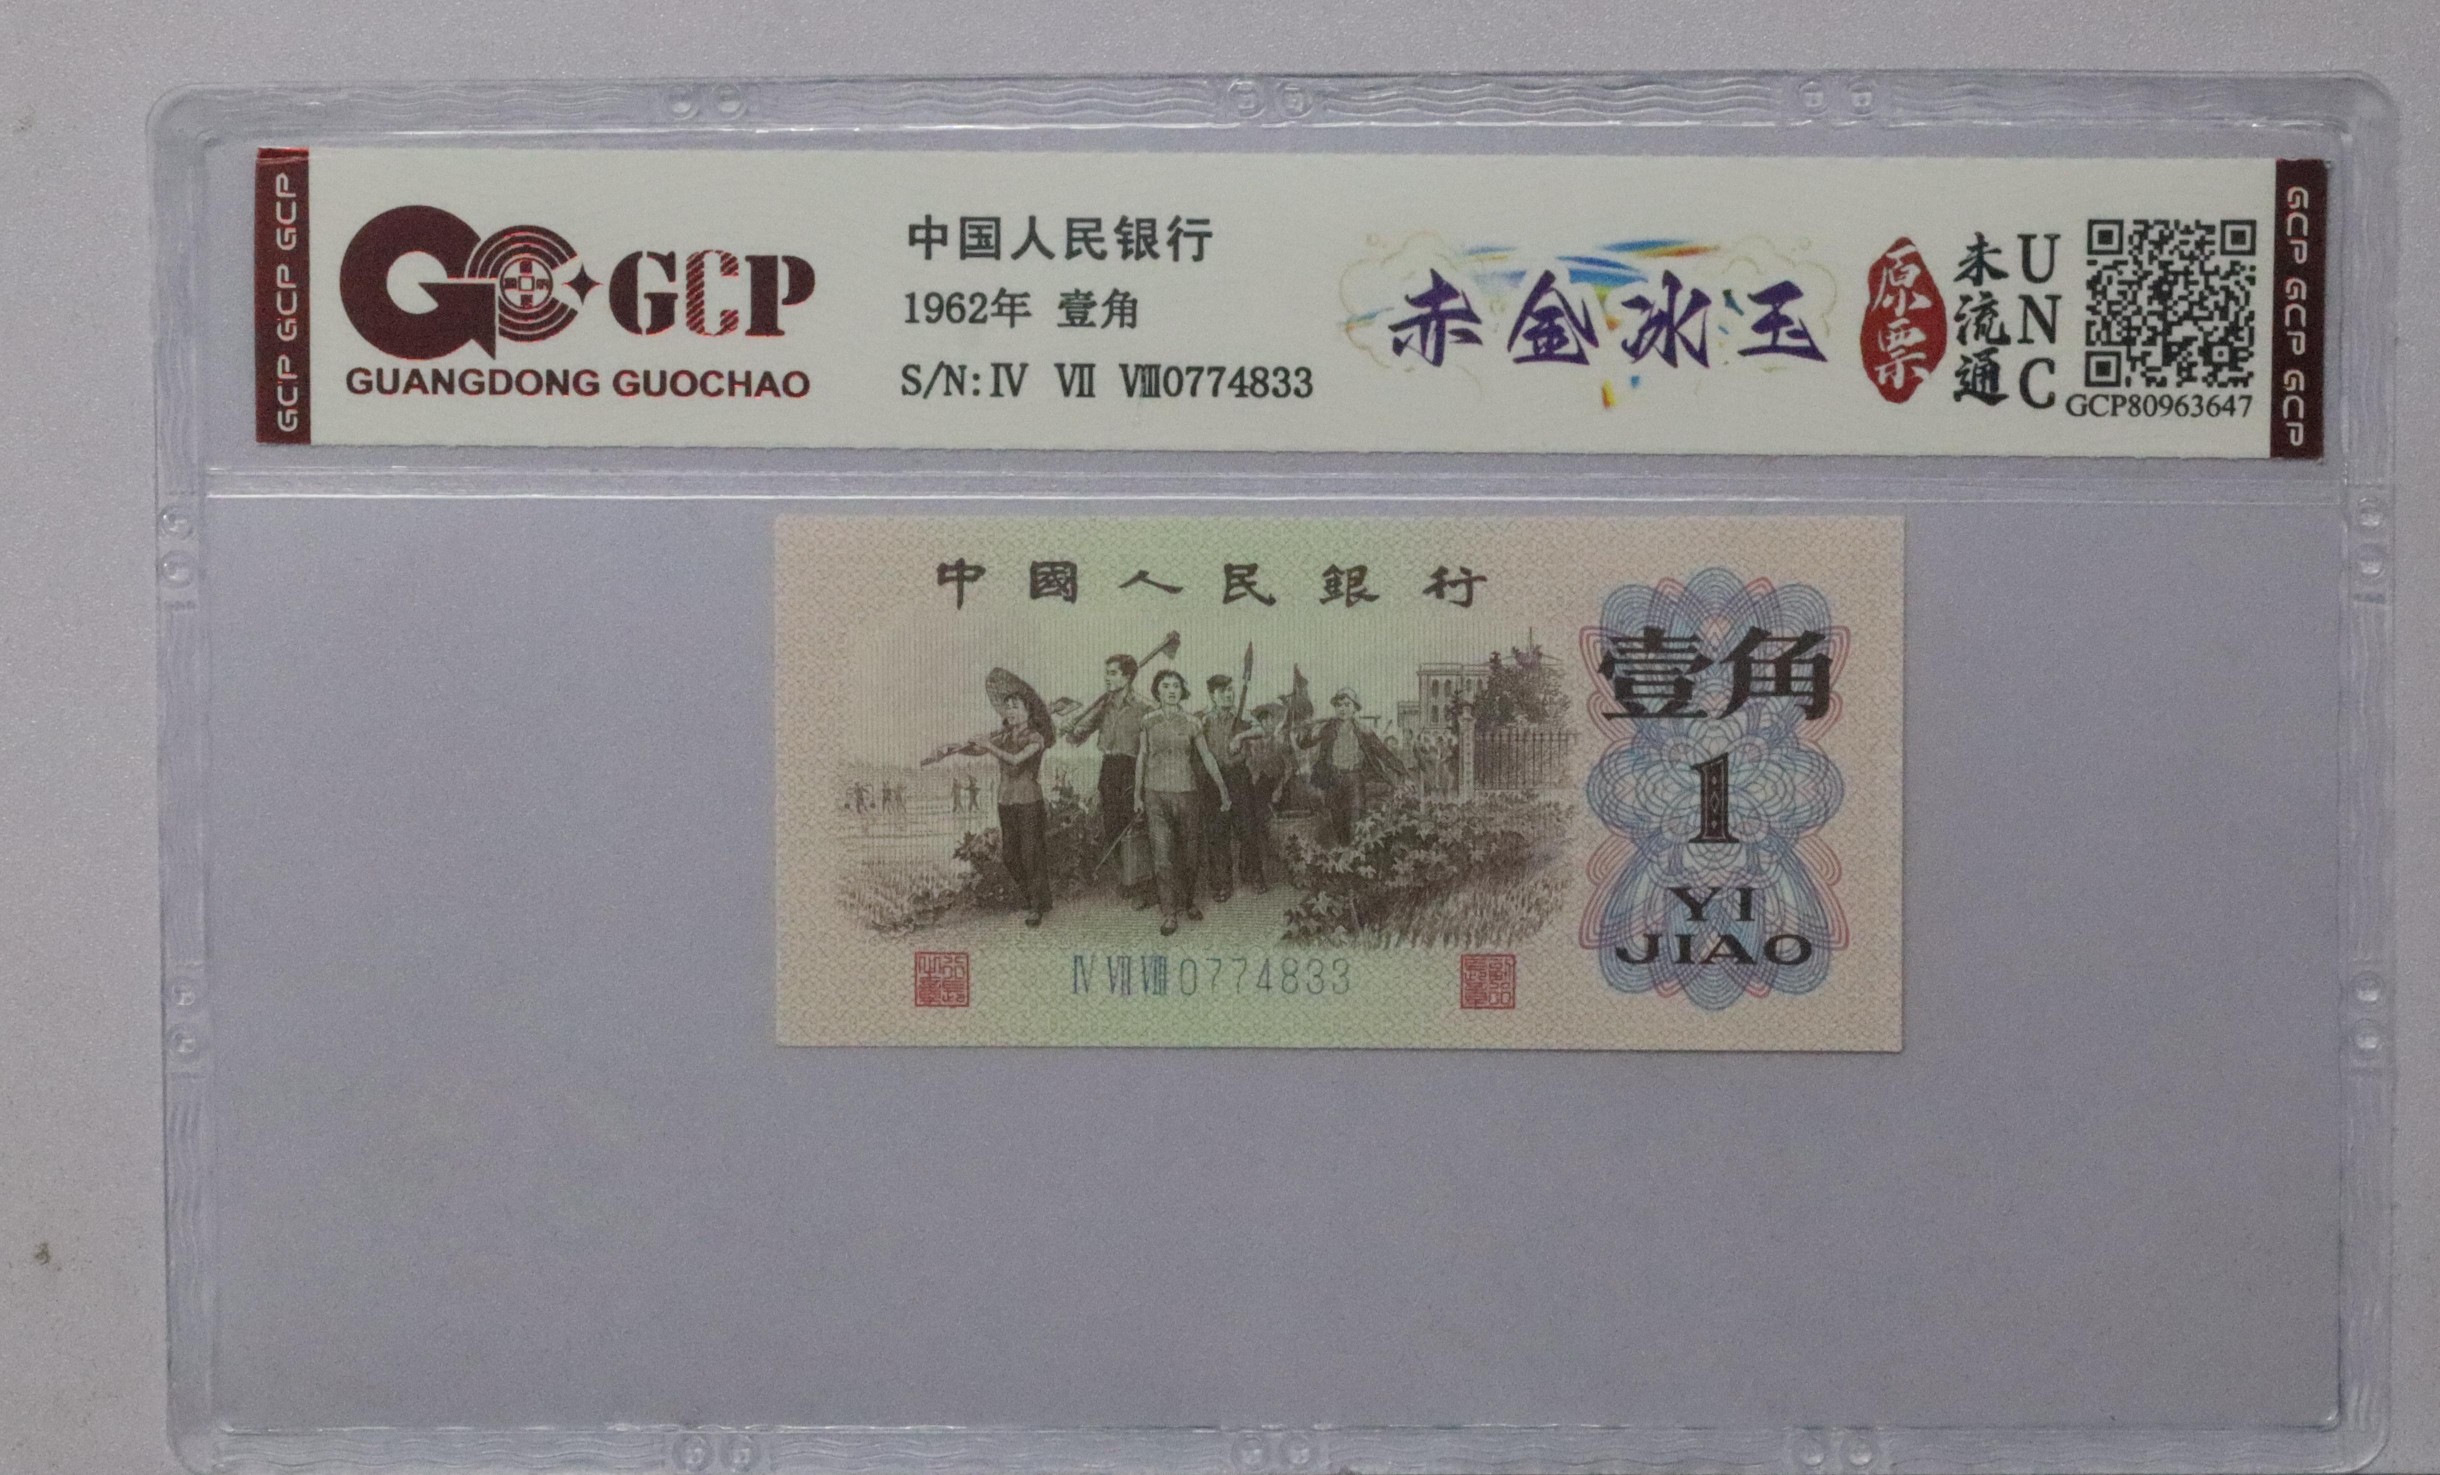 GCP GCP GCP
GCP
GUANGDONG GUOCHAO
中国人民银行
1962年 壹角
S/N: Ⅳ Ⅶ Ⅷ0774833
赤金冰玉
原票
未流通
UNC
GCP80963647
GCP GCP GCP
中國人民銀行
壹角
1
YI
JIAO
Ⅳ Ⅶ Ⅷ 0774833